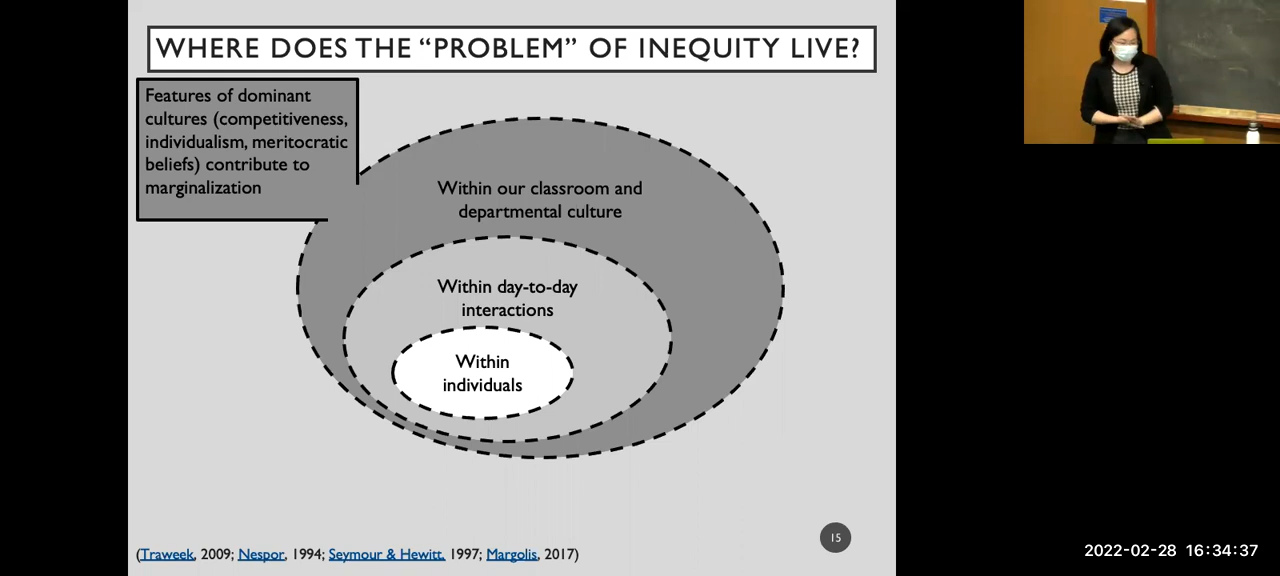 WHERE DOES THE “PROBLEM” OF INEQUITY LIVE?
Features of dominant
cultures (competitiveness,
individualism, meritocratic
beliefs) contribute to
marginalization
Within our classroom and
departmental culture
Within day-to-day
interactions
Within
individuals
15
(Traweek, 2009; Nespor, 1994; Seymour & Hewitt, 1997; Margolis, 2017)
2022-02-28 16:34:37